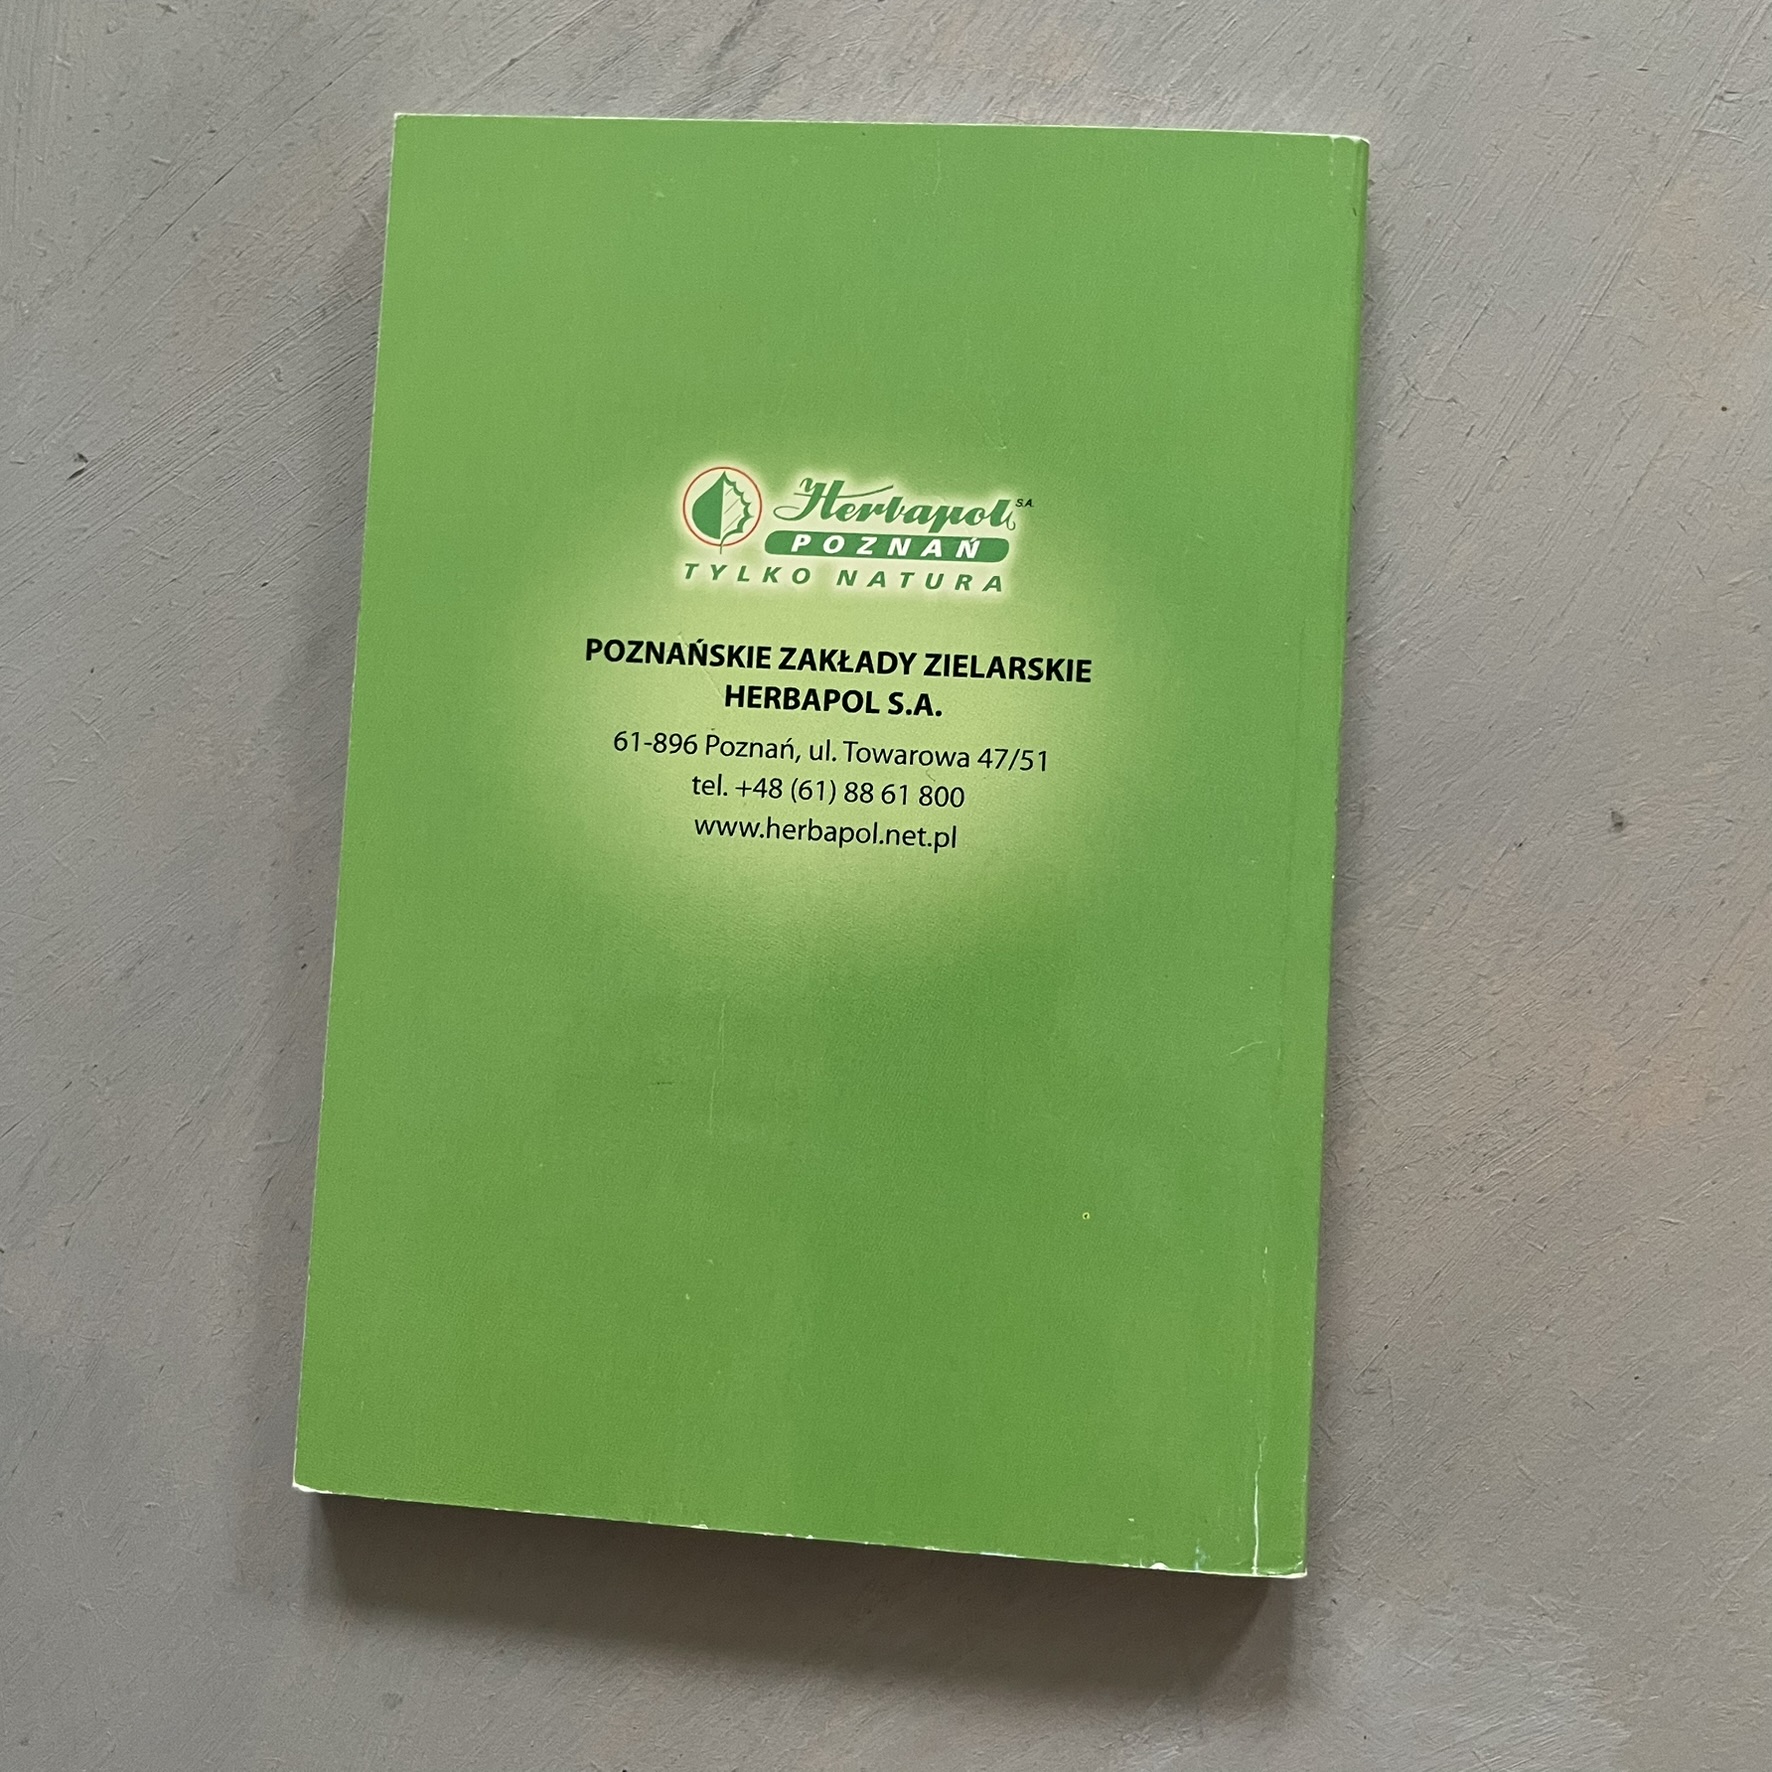 Herbapol S.A.
POZNAŃ
TYLKO NATURA
POZNAŃSKIE ZAKŁADY ZIELARSKIE
HERBAPOL S.A.
61-896 Poznań, ul. Towarowa 47/51
tel. +48 (61) 88 61 800
www.herbapol.net.pl